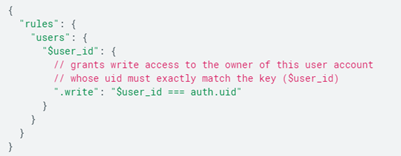 {
  "rules": {
    "users": {
      "$user_id": {
        // grants write access to the owner of this user account
        // whose uid must exactly match the key ($user_id)
        ".write": "$user_id === auth.uid"
      }
    }
  }
}